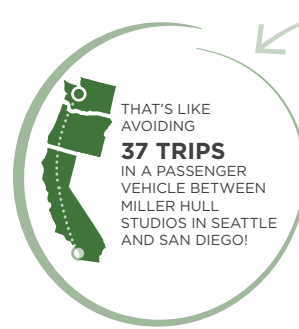 THAT'S LIKE
AVOIDING
37 TRIPS
IN A PASSENGER
VEHICLE BETWEEN
MILLER HULL
STUDIOS IN SEATTLE
AND SAN DIEGO!